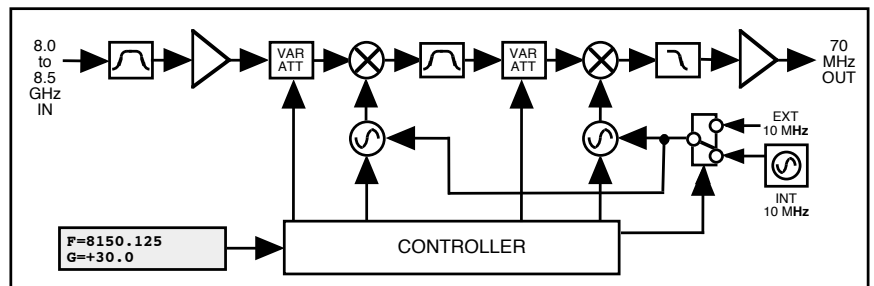 8.0
to
8.5
GHz
IN
VAR
ATT
VAR
ATT
70
MHz
OUT
EXT
10 MHz
INT
10 MHz
F=8150.125
G=+30.0
CONTROLLER